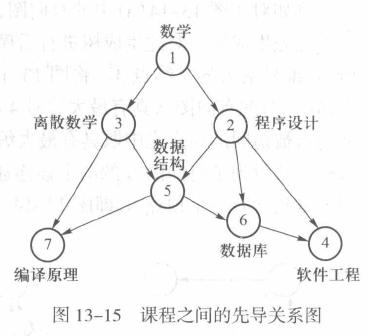 数学
1
离散数学
3
2
程序设计
数据
结构
5
6
7
数据库
4
编译原理
软件工程
图 13-15 课程之间的先导关系图